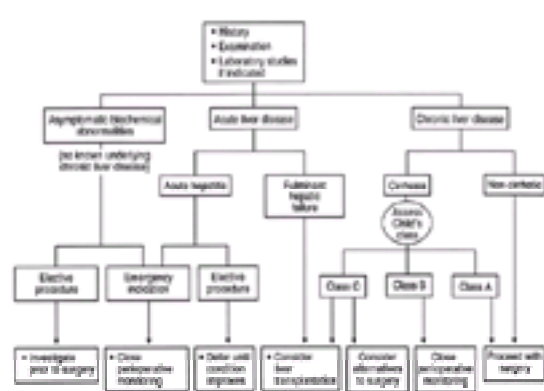 • History
• Examination
• Laboratory studies
if indicated
Asymptomatic biochemical
abnormalities
Acute liver disease
Chronic liver disease
(no known underlying
chronic liver disease)
Acute hepatitis
Fulminant
hepatic
failure
Cirrhosis
Non-cirrhotic
Assess
Child's
class
Elective
procedure
Emergency
indication
Elective
procedure
Class C
Class B
Class A
• Investigate
prior to surgery
• Close
perioperative
monitoring
• Defer until
condition
improves
• Consider
liver
transplantation
Consider
alternatives
to surgery
Close
perioperative
monitoring
Proceed with
surgery